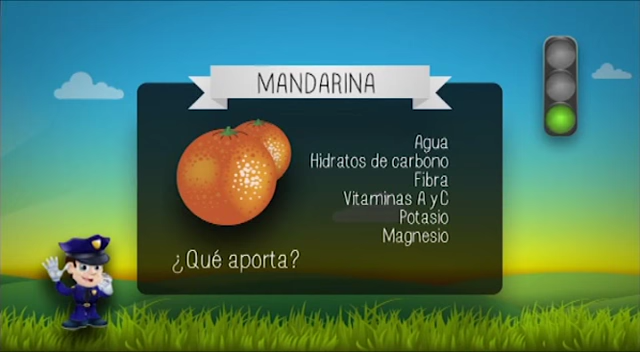 MANDARINA
Agua
Hidratos de carbono
Fibra
Vitaminas A y C
Potasio
Magnesio
¿Qué aporta?